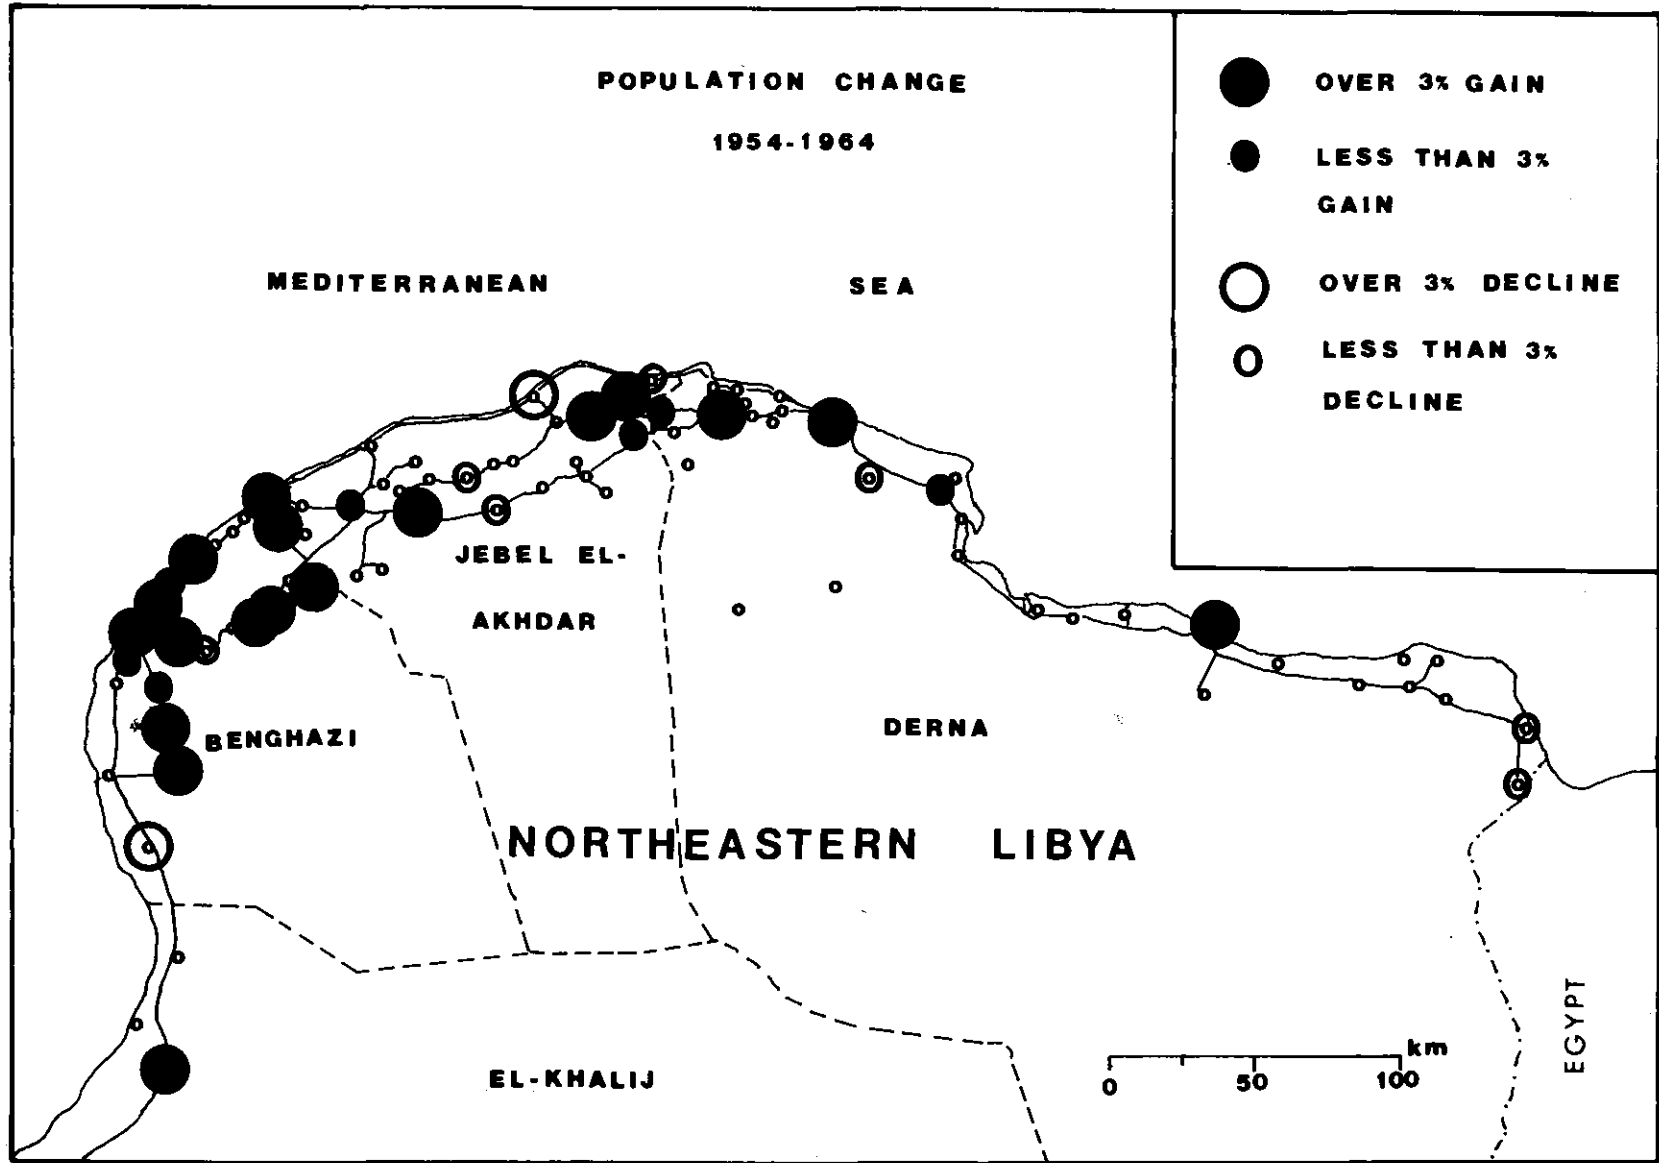 POPULATION CHANGE
1954-1964
OVER 3% GAIN
LESS THAN 3%
GAIN
OVER 3% DECLINE
LESS THAN 3%
DECLINE
MEDITERRANEAN SEA
JEBEL EL-
AKHDAR
BENGHAZI
DERNA
NORTHEASTERN LIBYA
EL-KHALIJ
EGYPT
km
0 50 100